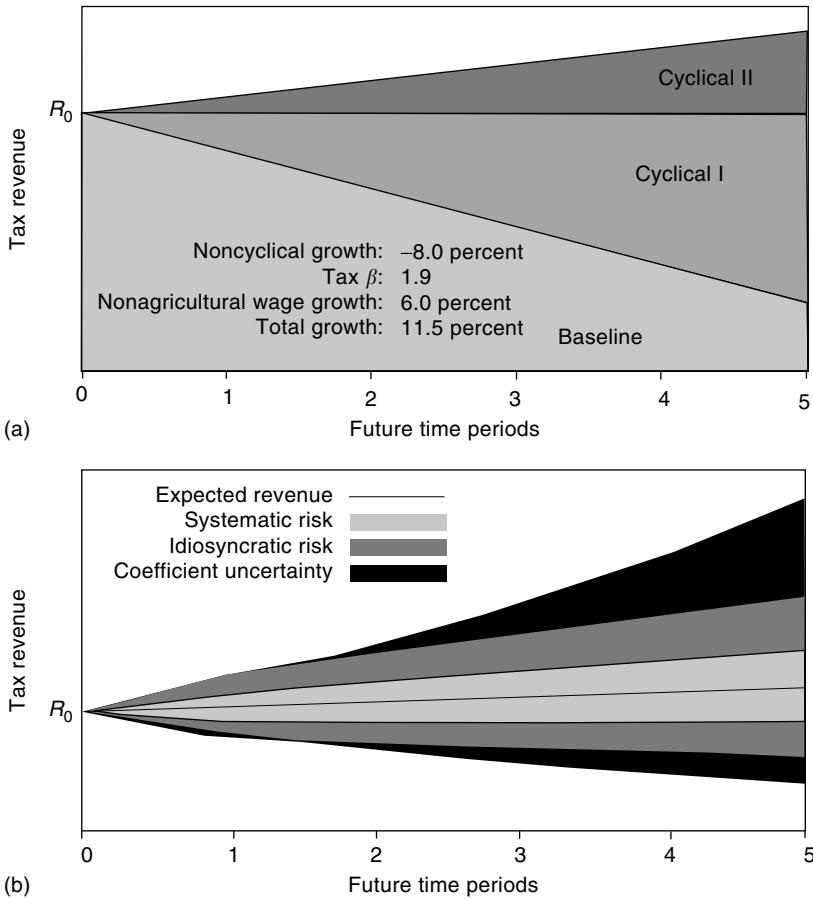 Cyclical II
R0
Cyclical I
Tax revenue
Noncyclical growth: –8.0 percent
Tax β: 1.9
Nonagricultural wage growth: 6.0 percent
Total growth: 11.5 percent
Baseline
0 1 2 3 4 5
(a) Future time periods
Expected revenue
Systematic risk
Idiosyncratic risk
Coefficient uncertainty
Tax revenue
R0
0 1 2 3 4 5
(b) Future time periods